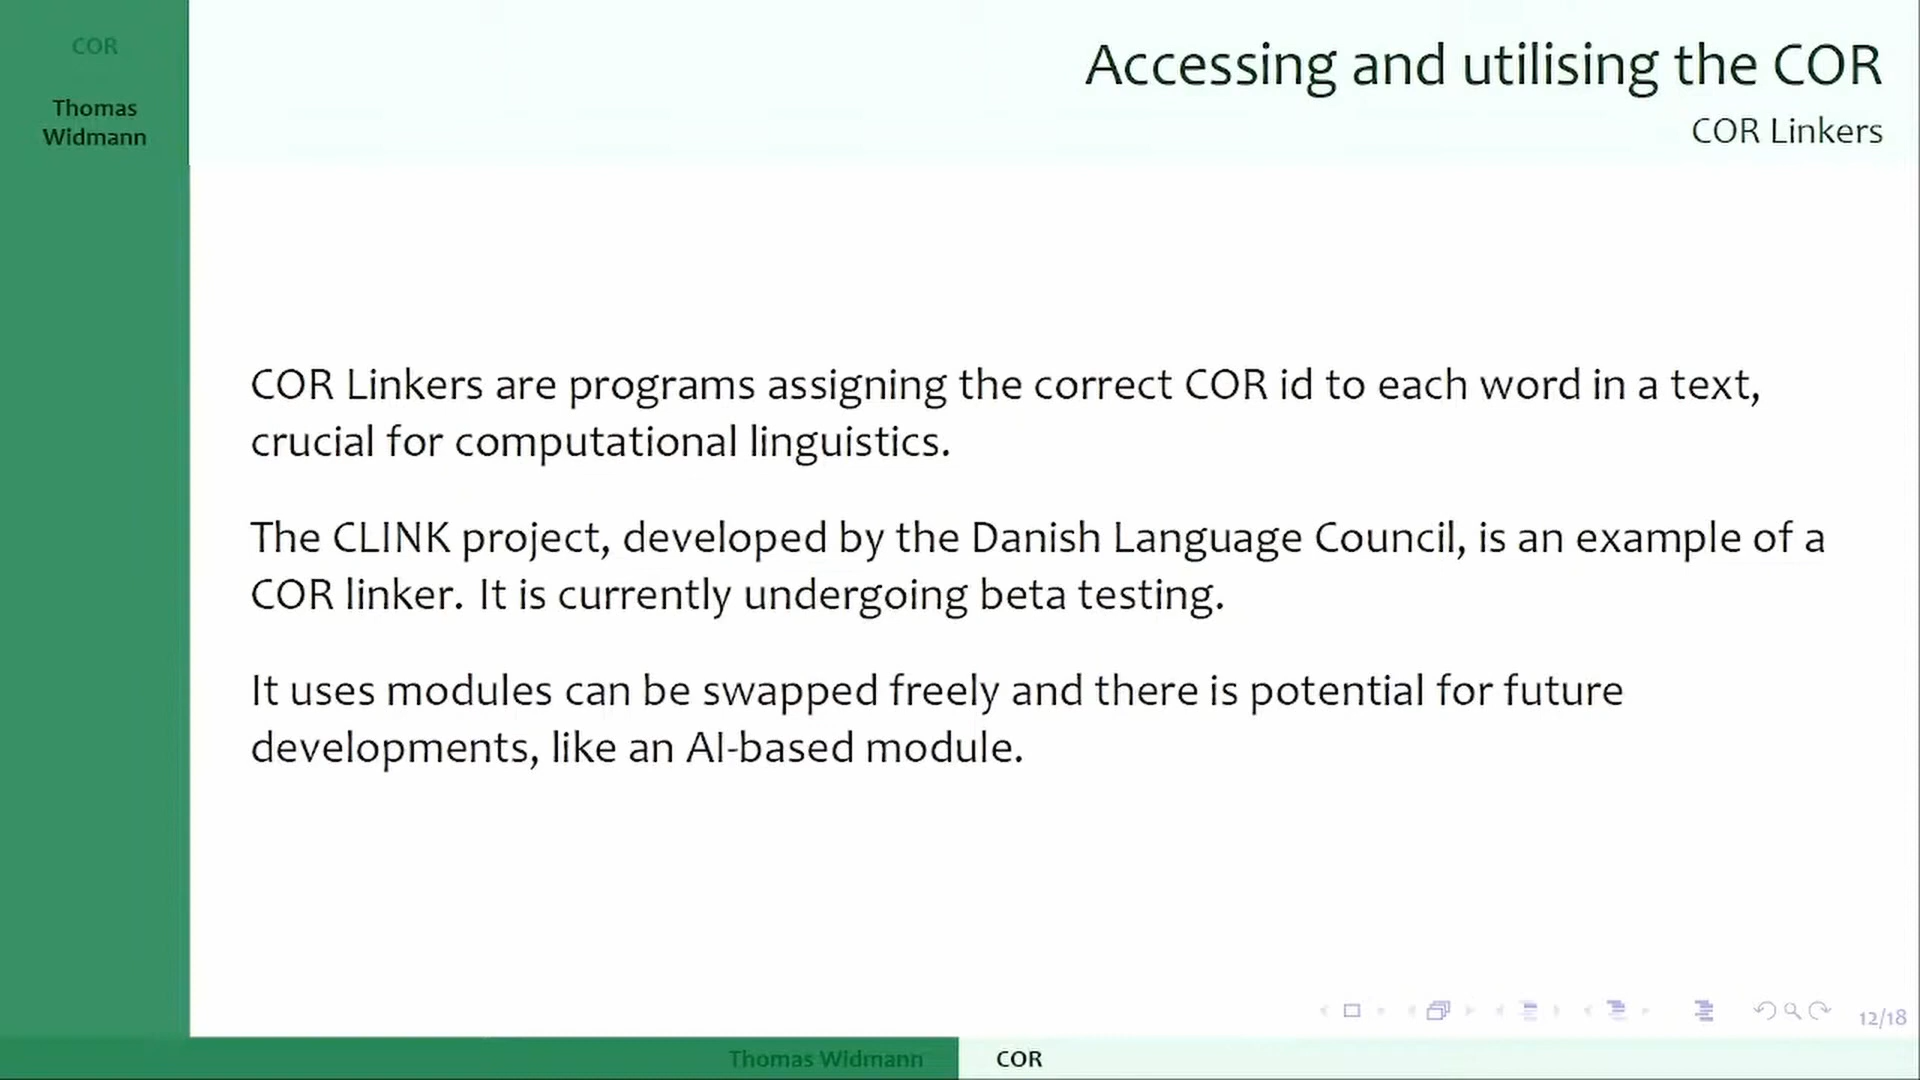 COR
Thomas
Widmann
Accessing and utilising the COR
COR Linkers
COR Linkers are programs assigning the correct COR id to each word in a text,
crucial for computational linguistics.
The CLINK project, developed by the Danish Language Council, is an example of a
COR linker. It is currently undergoing beta testing.
It uses modules can be swapped freely and there is potential for future
developments, like an AI-based module.
12/18
Thomas Widmann
COR